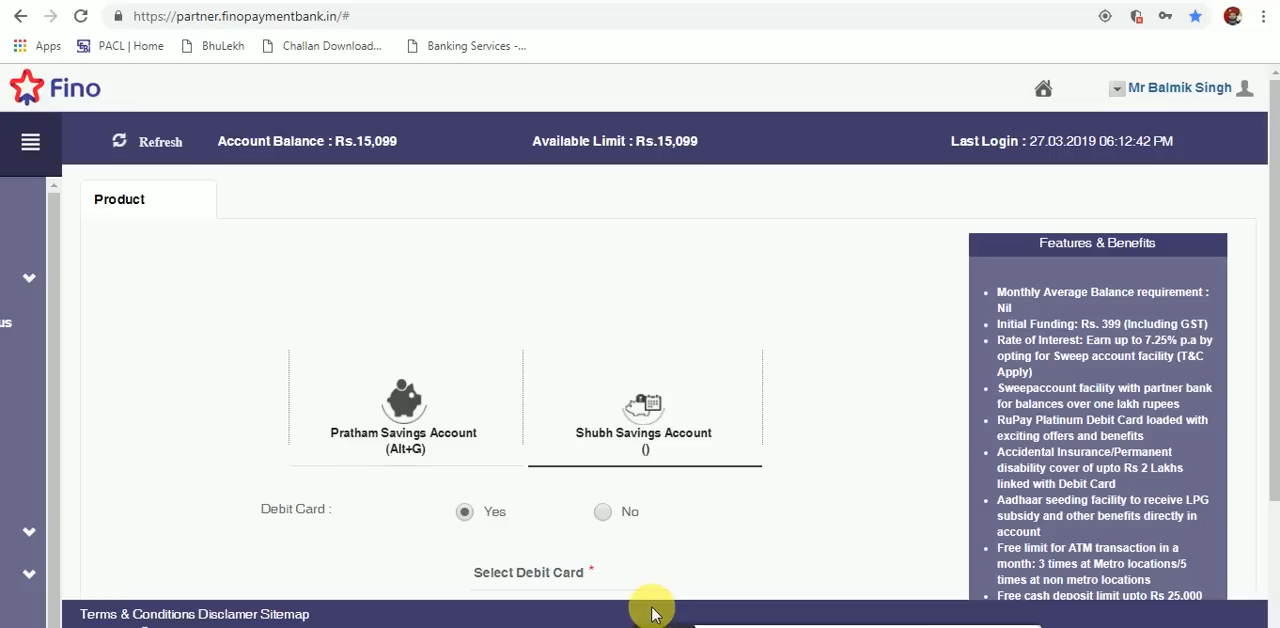 https://partner.finopaymentbank.in/#
Apps PACL | Home BhuLekh Challan Download... Banking Services -...
Fino
Mr Balmik Singh
Refresh Account Balance : Rs.15,099 Available Limit : Rs.15,099 Last Login : 27.03.2019 06:12:42 PM
Product
Features & Benefits
Monthly Average Balance requirement :
Nil
Initial Funding: Rs. 399 (Including GST)
Rate of Interest: Earn up to 7.25% p.a by
opting for Sweep account facility (T&C
Apply)
Sweepaccount facility with partner bank
for balances over one lakh rupees
RuPay Platinum Debit Card loaded with
exciting offers and benefits
Accidental Insurance/Permanent
disability cover of upto Rs 2 Lakhs
linked with Debit Card
Aadhaar seeding facility to receive LPG
subsidy and other benefits directly in
account
Free limit for ATM transaction in a
month: 3 times at Metro locations/5
times at non metro locations
Free cash deposit limit upto Rs 25,000
us
Pratham Savings Account
(Alt+G)
Shubh Savings Account
()
Debit Card : Yes No
Select Debit Card *
Terms & Conditions Disclamer Sitemap